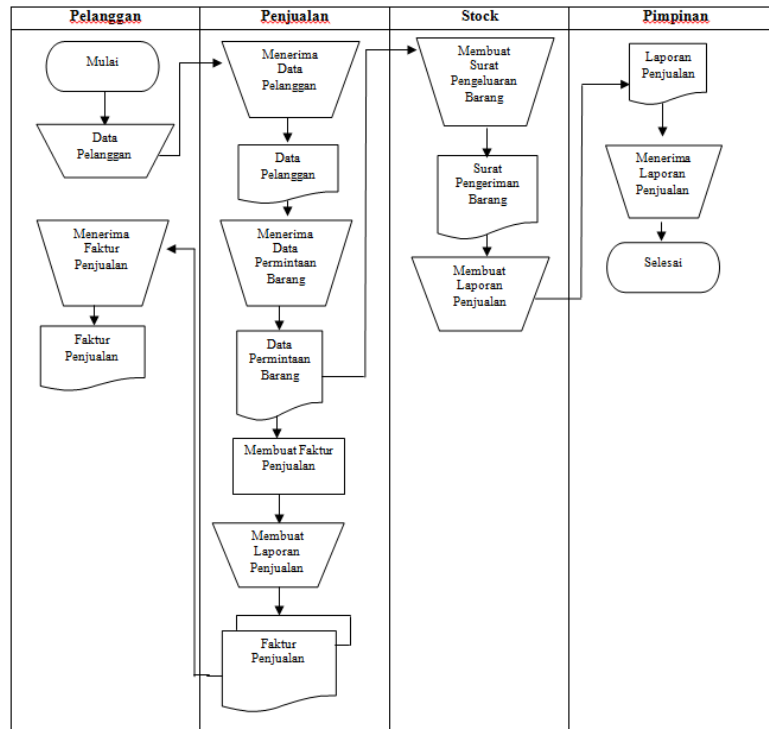 Pelanggan
Penjualan
Stock
Pimpinan
Mulai
Data
Pelanggan
Menerima
Faktur
Penjualan
Faktur
Penjualan
Menerima
Data
Pelanggan
Data
Pelanggan
Menerima
Data
Permintaan
Barang
Data
Permintaan
Barang
Membuat Faktur
Penjualan
Membuat
Laporan
Penjualan
Faktur
Penjualan
Membuat
Surat
Pengeluaran
Barang
Surat
Pengeriman
Barang
Membuat
Laporan
Penjualan
Laporan
Penjualan
Menerima
Laporan
Penjualan
Selesai